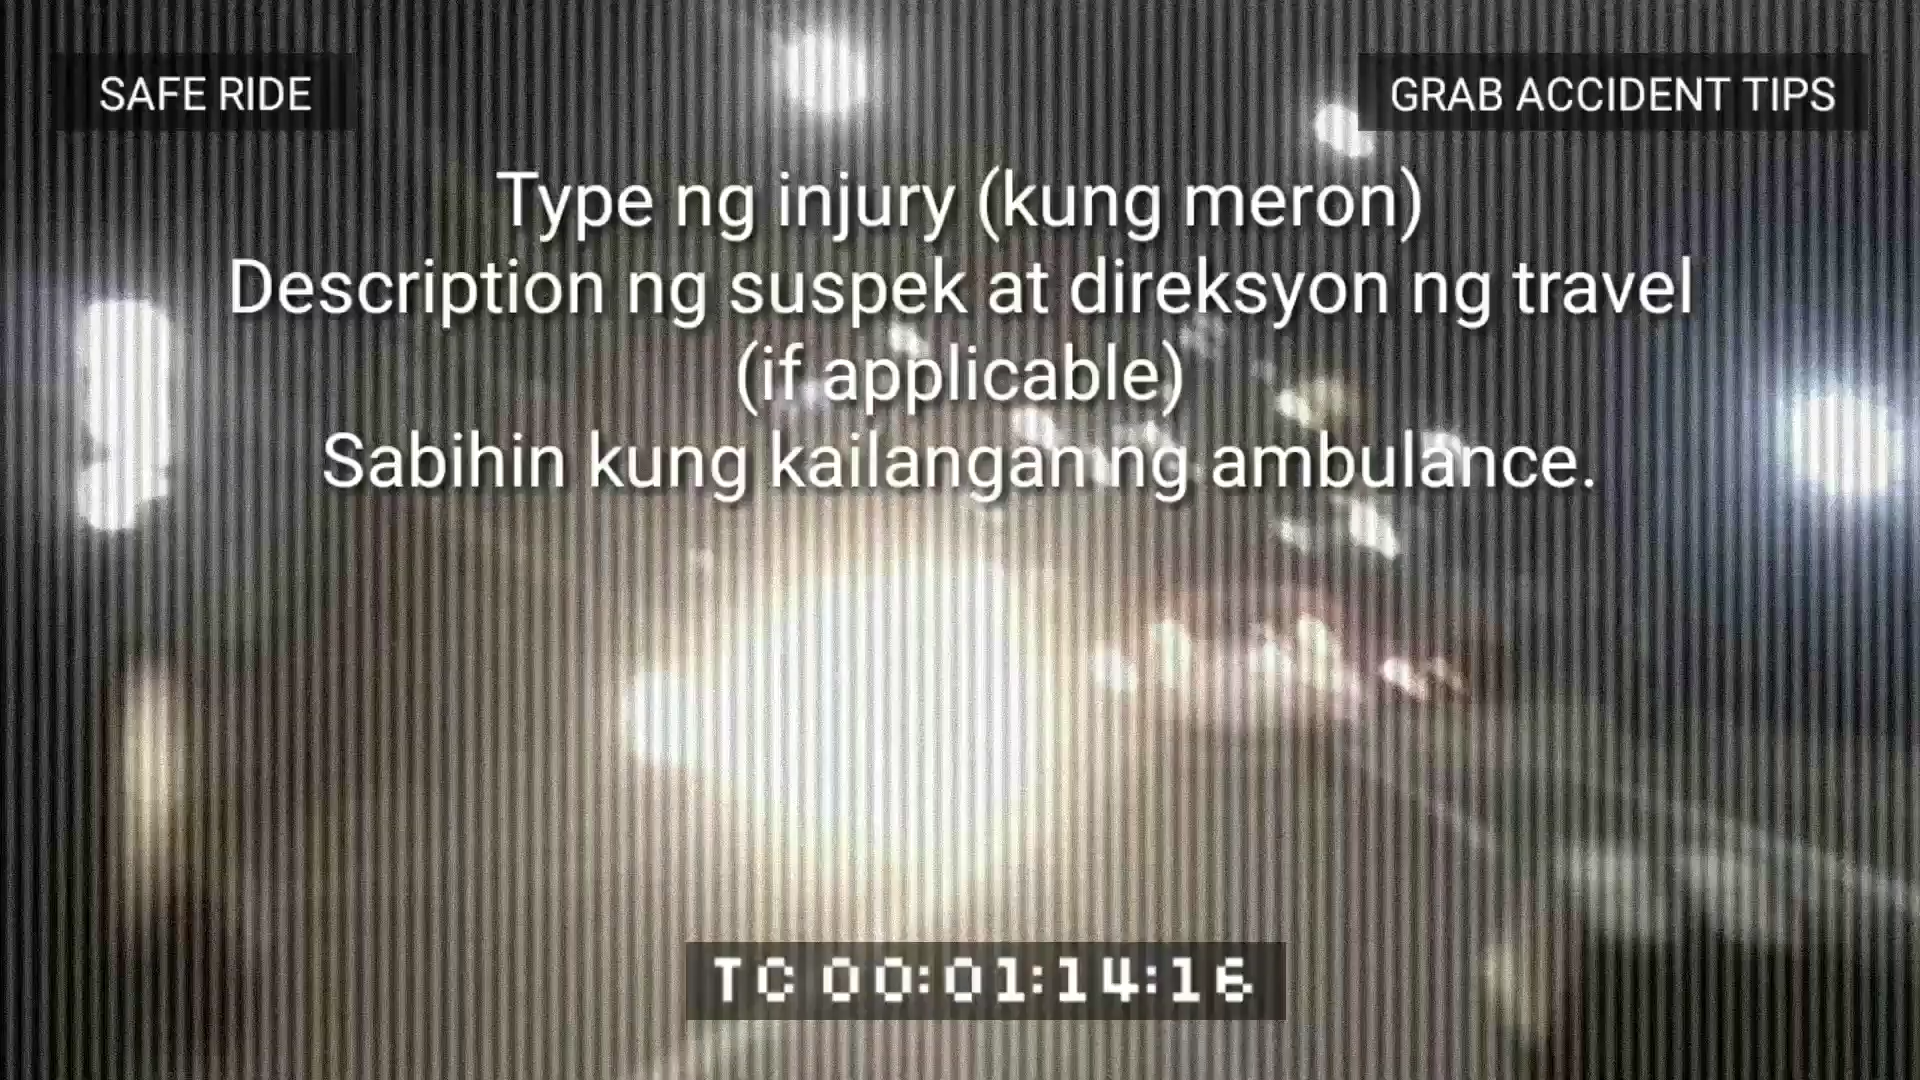 SAFE RIDE
GRAB ACCIDENT TIPS
Type ng injury (kung meron)
Description ng suspek at direksyon ng travel
(if applicable)
Sabihin kung kailangan ng ambulance.
TC 00:01:14:16